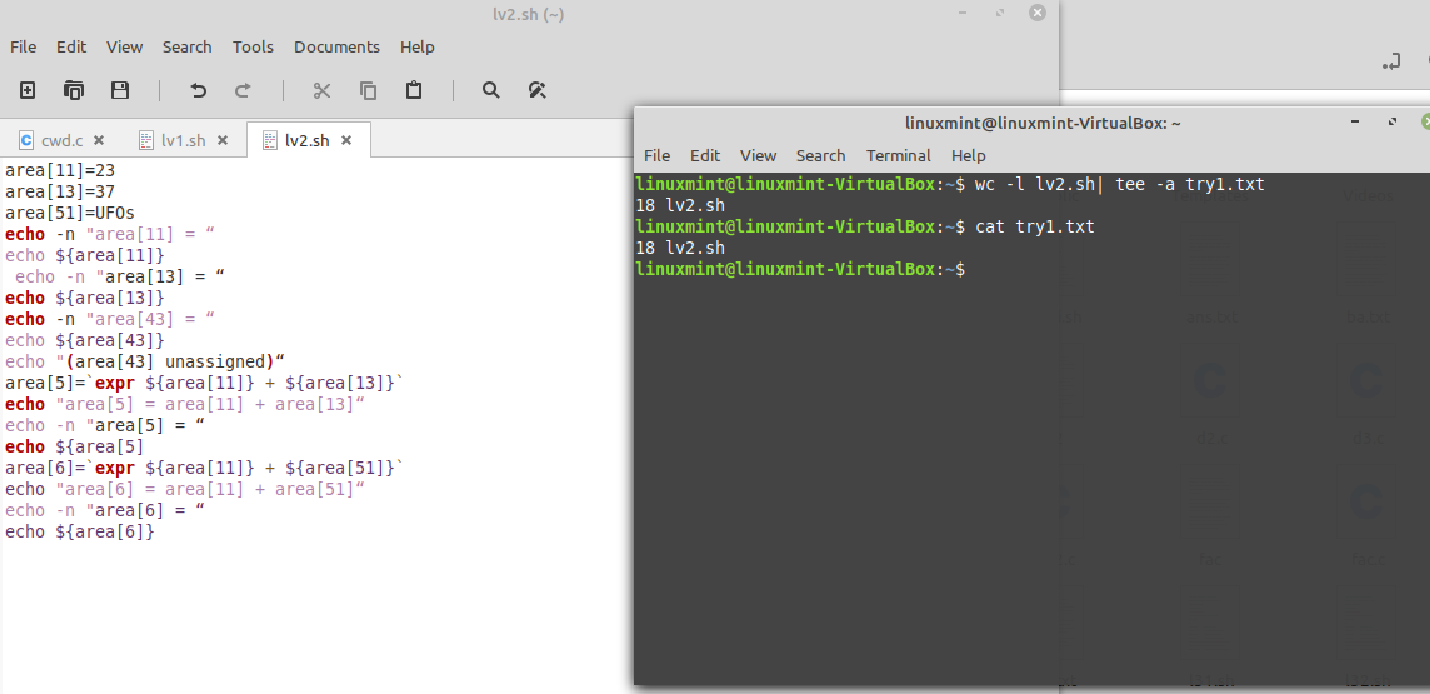 lv2.sh (~)
File Edit View Search Tools Documents Help
cwd.c lv1.sh lv2.sh
area[11]=23
area[13]=37
area[51]=UFOs
echo -n "area[11] = “
echo ${area[11]}
echo -n "area[13] = “
echo ${area[13]}
echo -n "area[43] = “
echo ${area[43]}
echo "(area[43] unassigned)“
area[5]=`expr ${area[11]} + ${area[13]}`
echo "area[5] = area[11] + area[13]“
echo -n "area[5] = “
echo ${area[5]
area[6]=`expr ${area[11]} + ${area[51]}`
echo "area[6] = area[11] + area[51]“
echo -n "area[6] = “
echo ${area[6]}
linuxmint@linuxmint-VirtualBox: ~
File Edit View Search Terminal Help
linuxmint@linuxmint-VirtualBox:~$ wc -l lv2.sh| tee -a try1.txt
18 lv2.sh
linuxmint@linuxmint-VirtualBox:~$ cat try1.txt
18 lv2.sh
linuxmint@linuxmint-VirtualBox:~$